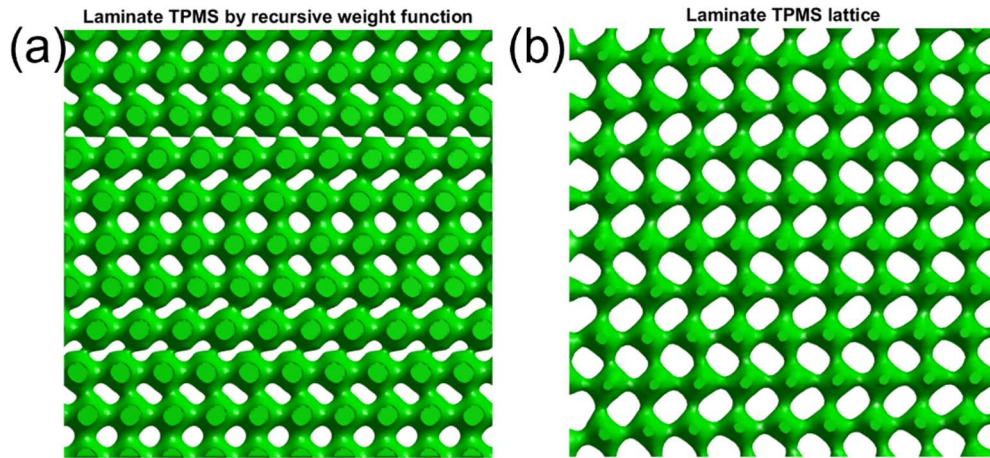 Laminate TPMS by recursive weight function
(a)
Laminate TPMS lattice
(b)